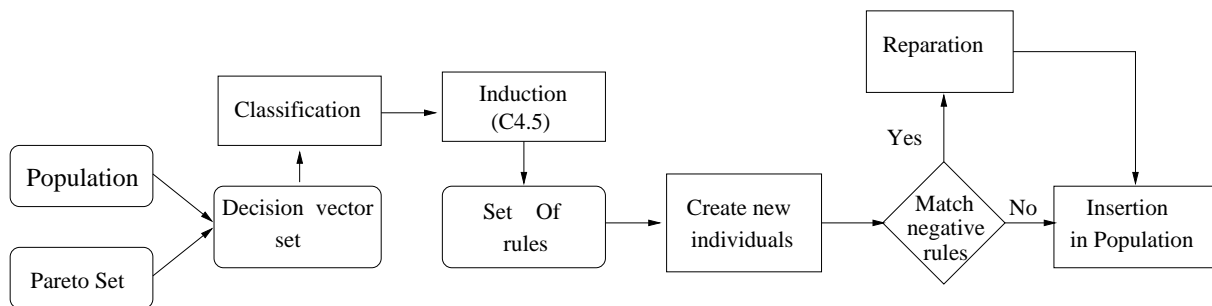 Population
Pareto Set
Decision vector
set
Classification
Induction
(C4.5)
Set Of
rules
Create new
individuals
Match
negative
rules
Yes
Reparation
No
Insertion
in Population